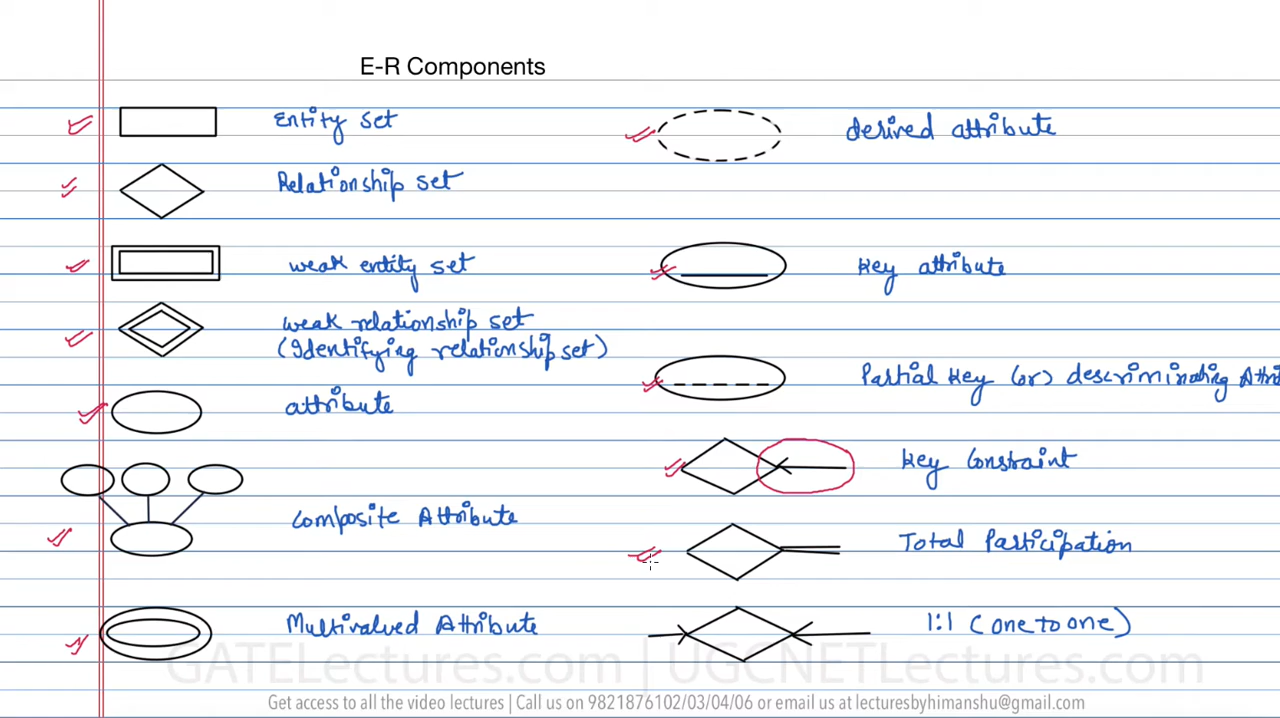 E-R Components
Entity set
Relationship set
weak entity set
weak relationship set
(Identifying relationship set)
attribute
Composite Attribute
Multivalued Attribute
derived attribute
Key attribute
Partial Key (or) descriminating Attri
Key Constraint
Total Participation
1:1 (one to one)
GATELectures.com | UGCNETLectures.com
Get access to all the video lectures | Call us on 9821876102/03/04/06 or email us at lecturesbyhimanshu@gmail.com